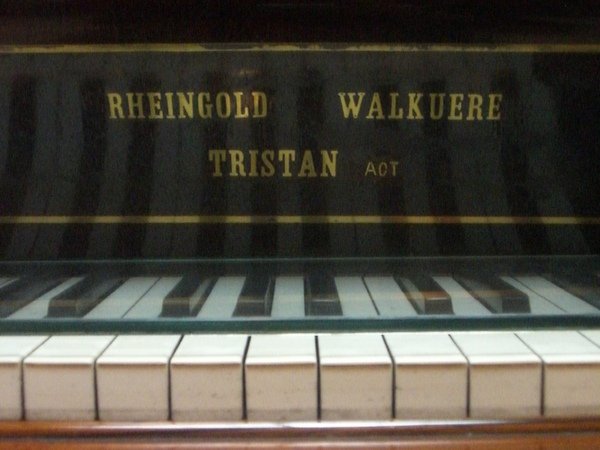 RHEINGOLD WALKUERE
TRISTAN ACT